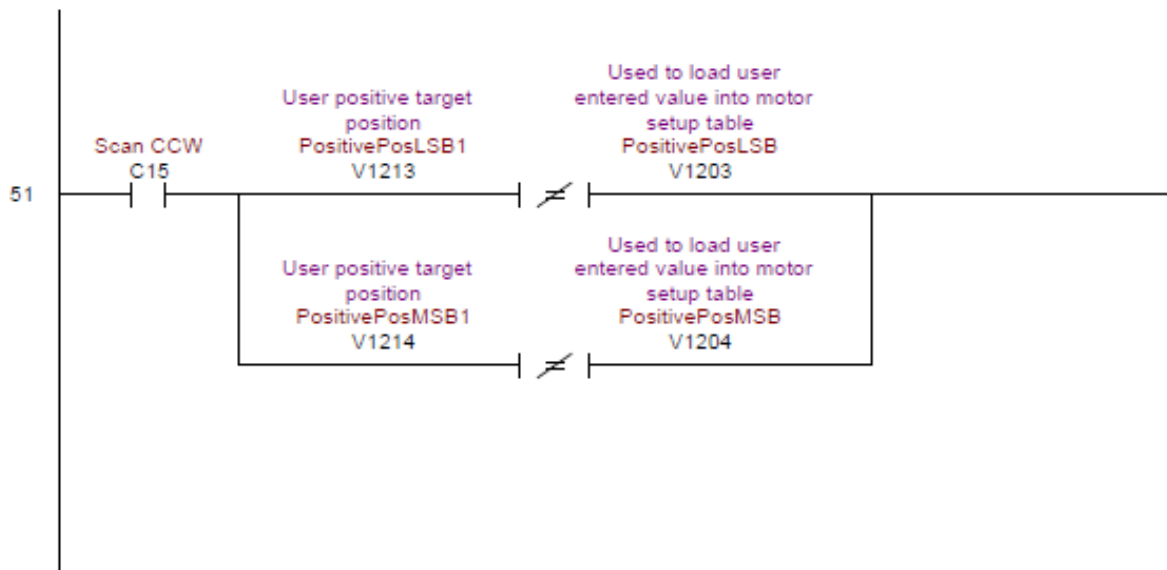 User positive target
position
PositivePosLSB1
V1213
Used to load user
entered value into motor
setup table
PositivePosLSB
V1203
Scan CCW
C15
51
User positive target
position
PositivePosMSB1
V1214
Used to load user
entered value into motor
setup table
PositivePosMSB
V1204